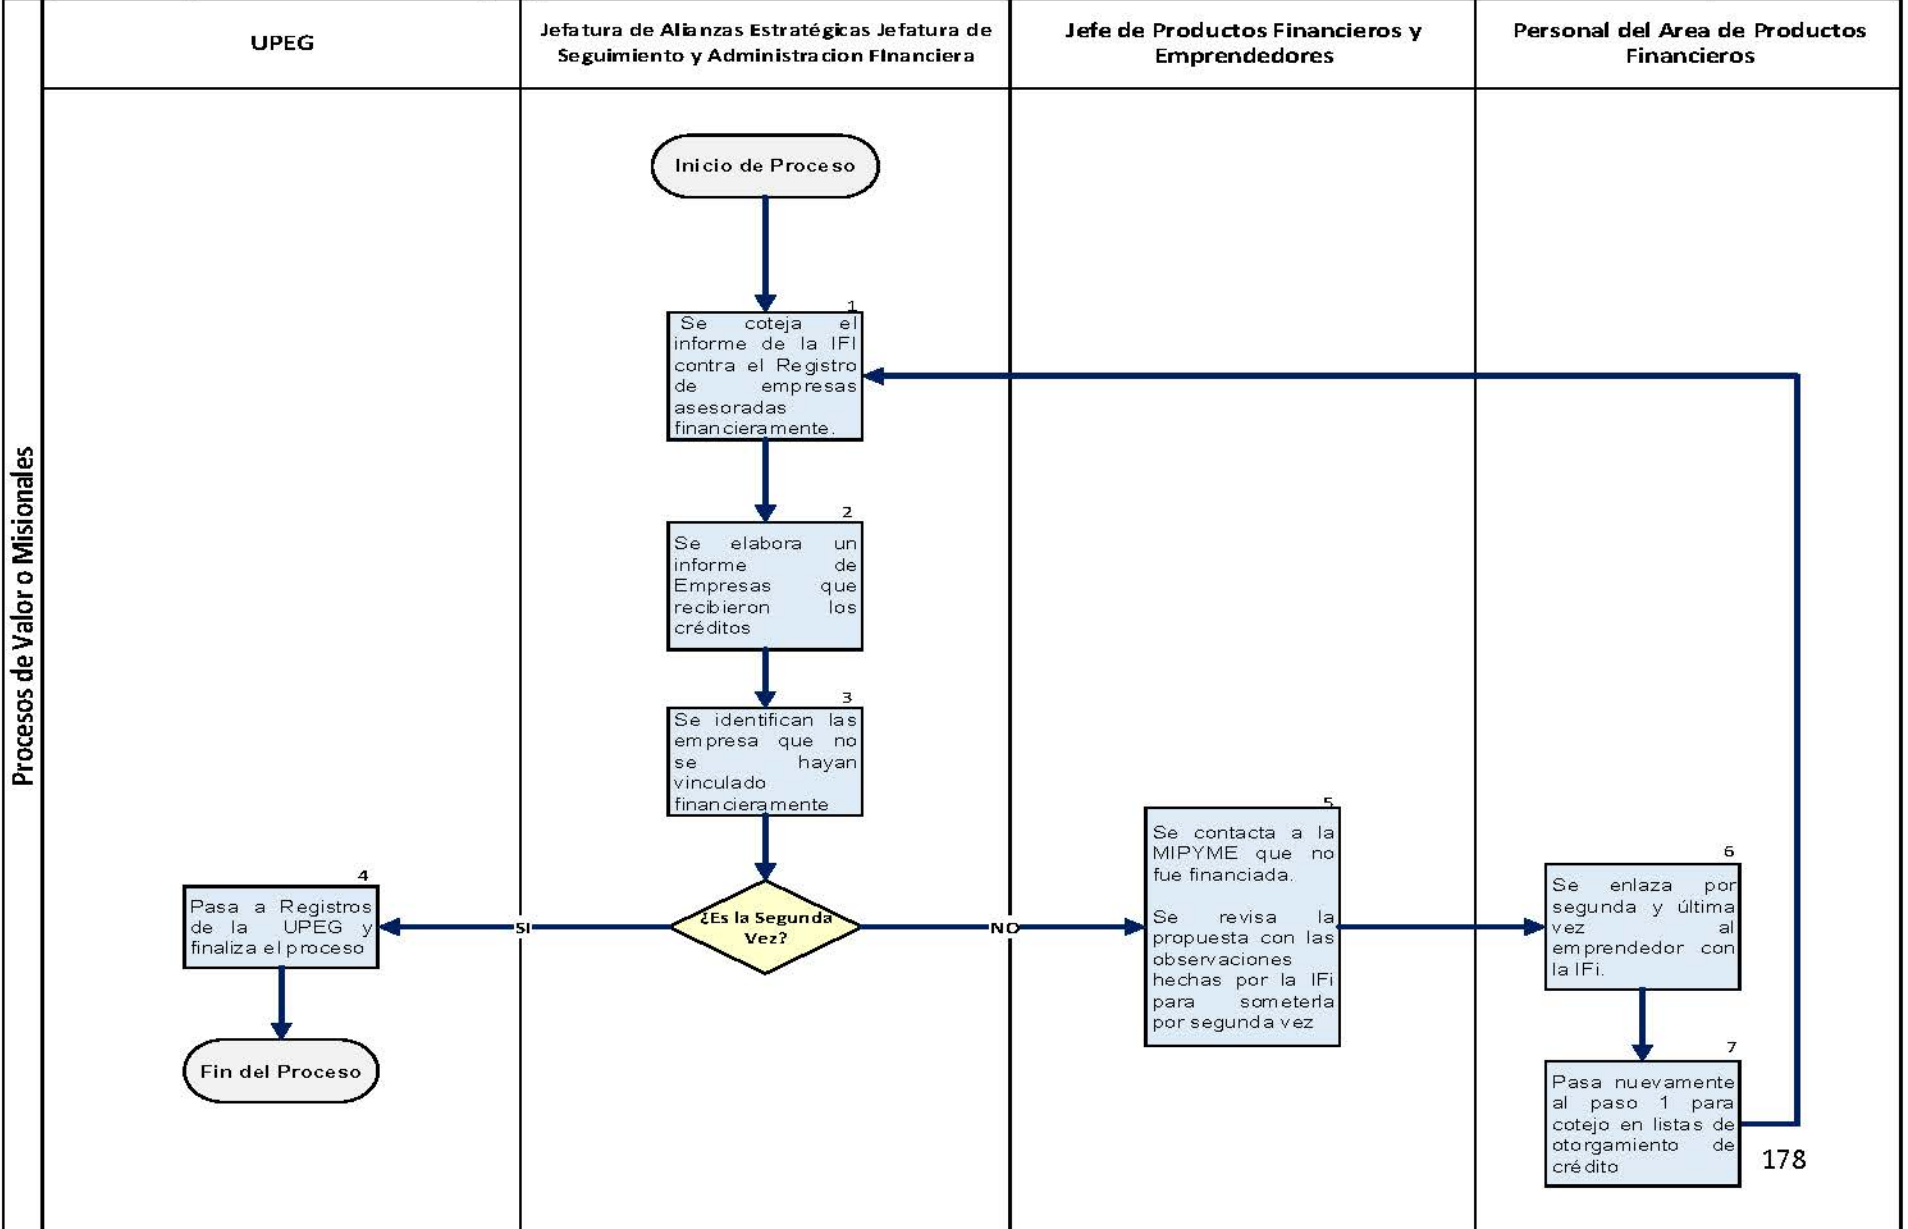 UPEG
Jefatura de Alianzas Estratégicas Jefatura de
Seguimiento y Administracion FInanciera
Jefe de Productos Financieros y
Emprendedores
Personal del Area de Productos
Financieros
Procesos de Valor o Misionales
Inicio de Proceso
1
Se coteja el
informe de la IFI
contra el Registro
de empresas
asesoradas
financieramente.
2
Se elabora un
informe de
Empresas que
recibieron los
créditos
3
Se identifican las
empresa que no
se hayan
vinculado
financieramente
¿Es la Segunda
Vez?
SI
NO
4
Pasa a Registros
de la UPEG y
finaliza el proceso
Fin del Proceso
5
Se contacta a la
MIPYME que no
fue financiada.
Se revisa la
propuesta con las
observaciones
hechas por la IFi
para someterla
por segunda vez
6
Se enlaza por
segunda y última
vez al
emprendedor con
la IFi.
7
Pasa nuevamente
al paso 1 para
cotejo en listas de
otorgamiento de
crédito
178